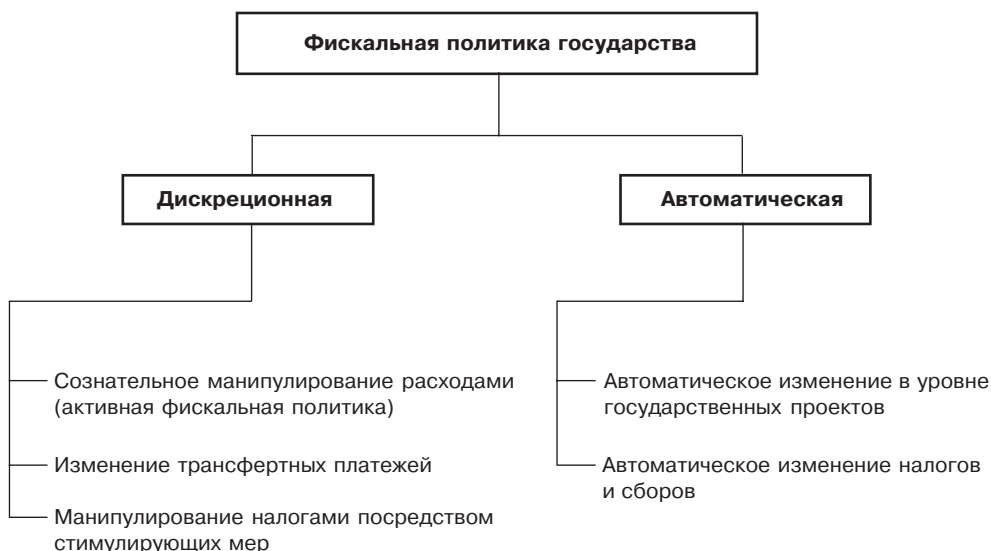 Фискальная политика государства
Дискреционная
Автоматическая
Сознательное манипулирование расходами
(активная фискальная политика)
Изменение трансфертных платежей
Манипулирование налогами посредством
стимулирующих мер
Автоматическое изменение в уровне
государственных проектов
Автоматическое изменение налогов
и сборов